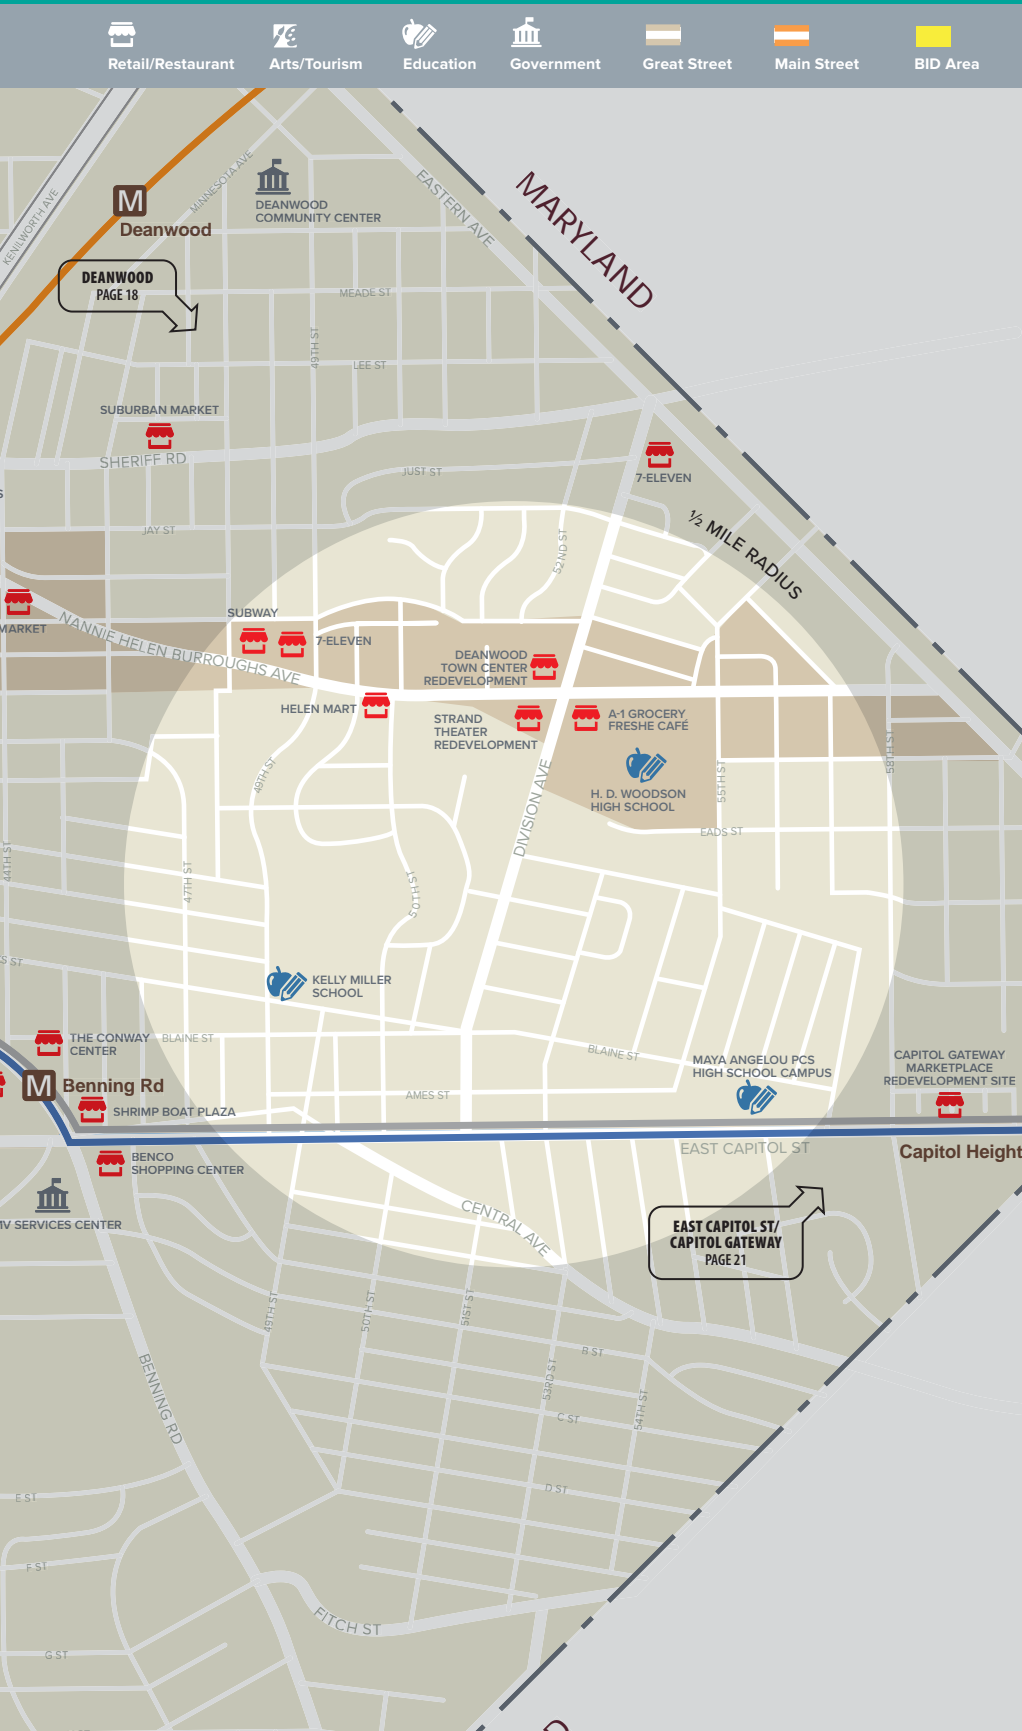 Retail/Restaurant
Arts/Tourism
Education
Government
Great Street
Main Street
BID Area
MARYLAND
EASTERN AVE
MINNESOTA AVE
KENILWORTH AVE
DEANWOOD
COMMUNITY CENTER
M
Deanwood
DEANWOOD
PAGE 18
MEADE ST
49TH ST
LEE ST
SUBURBAN MARKET
SHERIFF RD
JUST ST
7-ELEVEN
½ MILE RADIUS
S
JAY ST
52ND ST
MARKET
NANNIE HELEN BURROUGHS AVE
SUBWAY
7-ELEVEN
DEANWOOD
TOWN CENTER
REDEVELOPMENT
HELEN MART
STRAND
THEATER
REDEVELOPMENT
A-1 GROCERY
FRESHE CAFÉ
H. D. WOODSON
HIGH SCHOOL
49TH ST
DIVISION AVE
55TH ST
58TH ST
EADS ST
44TH ST
47TH ST
50TH ST
S ST
KELLY MILLER
SCHOOL
THE CONWAY
CENTER
BLAINE ST
BLAINE ST
MAYA ANGELOU PCS
HIGH SCHOOL CAMPUS
CAPITOL GATEWAY
MARKETPLACE
REDEVELOPMENT SITE
M
Benning Rd
AMES ST
SHRIMP BOAT PLAZA
EAST CAPITOL ST
Capitol Height
BENCO
SHOPPING CENTER
MV SERVICES CENTER
CENTRAL AVE
EAST CAPITOL ST/
CAPITOL GATEWAY
PAGE 21
49TH ST
50TH ST
51ST ST
B ST
53RD ST
54TH ST
BENNING RD
C ST
D ST
E ST
F ST
FITCH ST
G ST
D